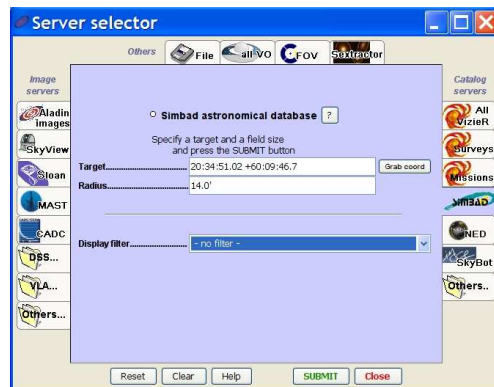 Server selector
Others File all VO FOV Sextractor
Image
servers
Catalog
servers
Aladin
images
SkyView
Sloan
MAST
CADC
DSS...
VLA...
Others...
Simbad astronomical database ?
Specify a target and a field size
and press the SUBMIT button
Target 20:34:51.02 +60:09:46.7 Grab coord
Radius 14.0'
Display filter - no filter -
All
VizieR
Surveys
Missions
SIMBAD
NED
SkyBot
Others..
Reset Clear Help SUBMIT Close